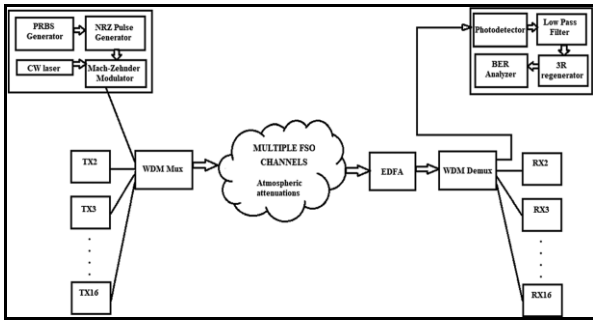 PRBS
Generator
NRZ Pulse
Generator
CW laser
Mach-Zehnder
Modulator
Photodetector
Low Pass
Filter
BER
Analyzer
3R
regenerator
TX2
TX3
TX16
WDM Mux
MULTIPLE FSO
CHANNELS
Atmospheric
attenuations
EDFA
WDM Demux
RX2
RX3
RX16